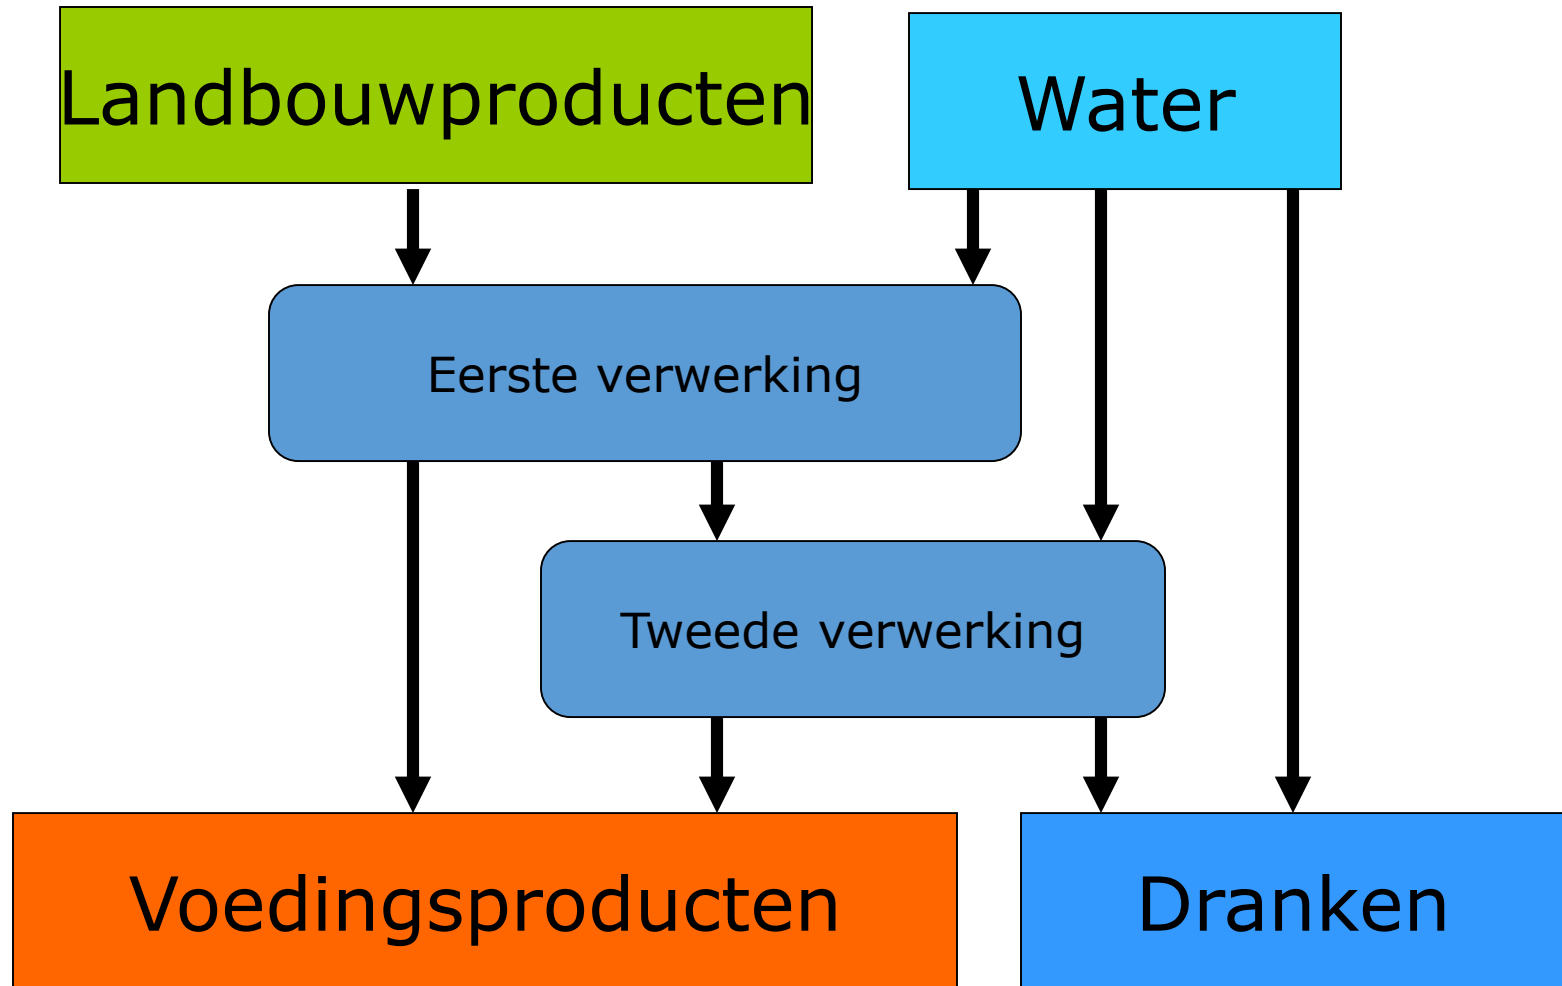 Landbouwproducten
Water
Eerste verwerking
Tweede verwerking
Voedingsproducten
Dranken